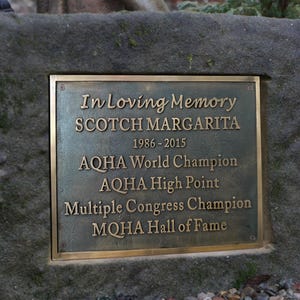 In Loving Memory
SCOTCH MARGARITA
1986 - 2015
AQHA World Champion
AQHA High Point
Multiple Congress Champion
MQHA Hall of Fame